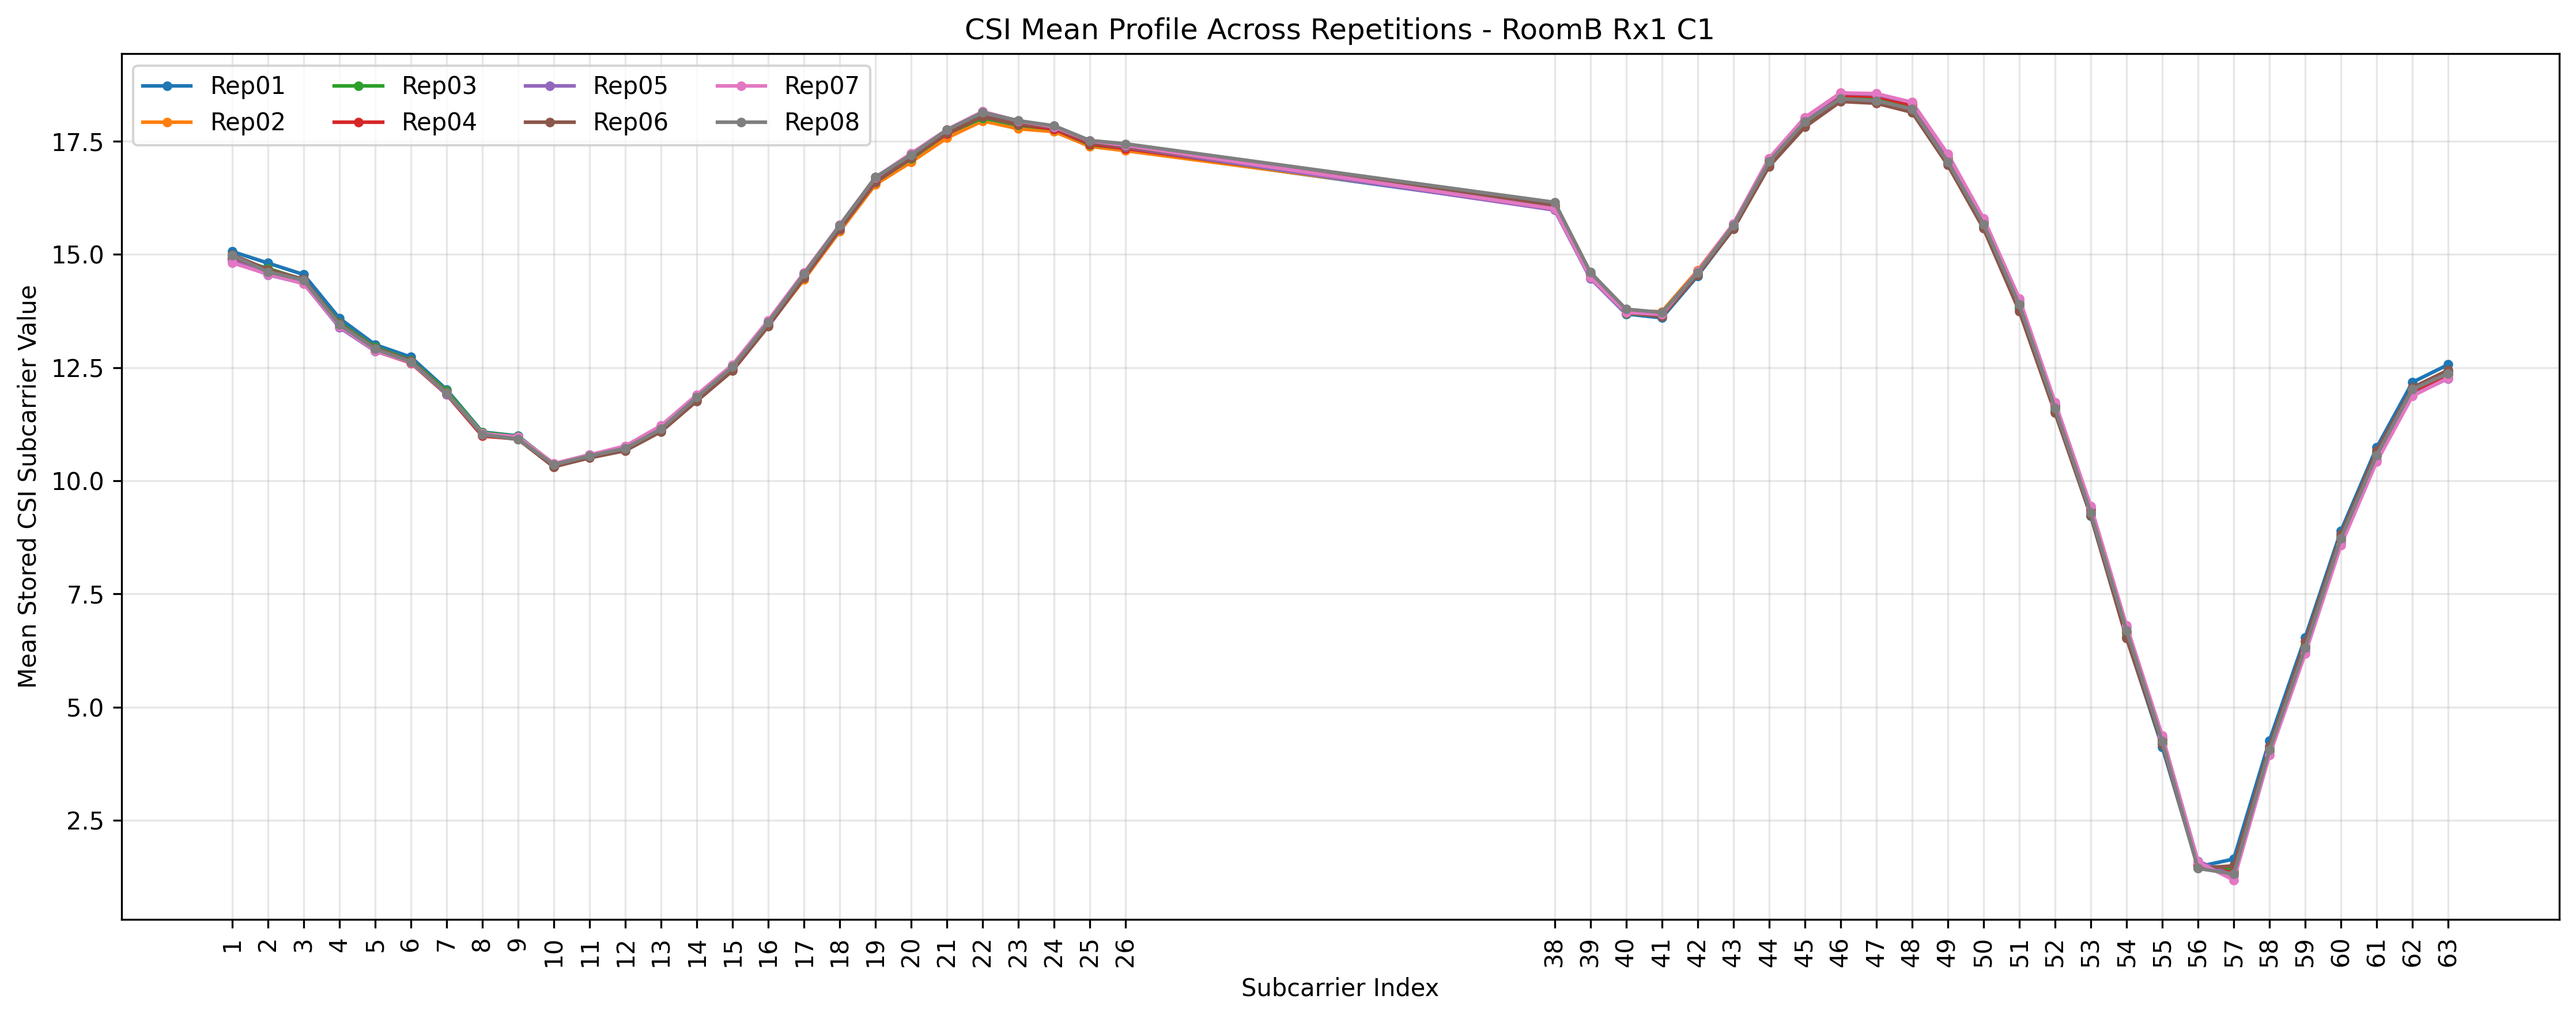 CSI Mean Profile Across Repetitions - RoomB Rx1 C1
Rep01 Rep03 Rep05 Rep07
Rep02 Rep04 Rep06 Rep08
Mean Stored CSI Subcarrier Value
17.5
15.0
12.5
10.0
7.5
5.0
2.5
1 2 3 4 5 6 7 8 9 10 11 12 13 14 15 16 17 18 19 20 21 22 23 24 25 26 38 39 40 41 42 43 44 45 46 47 48 49 50 51 52 53 54 55 56 57 58 59 60 61 62 63
Subcarrier Index